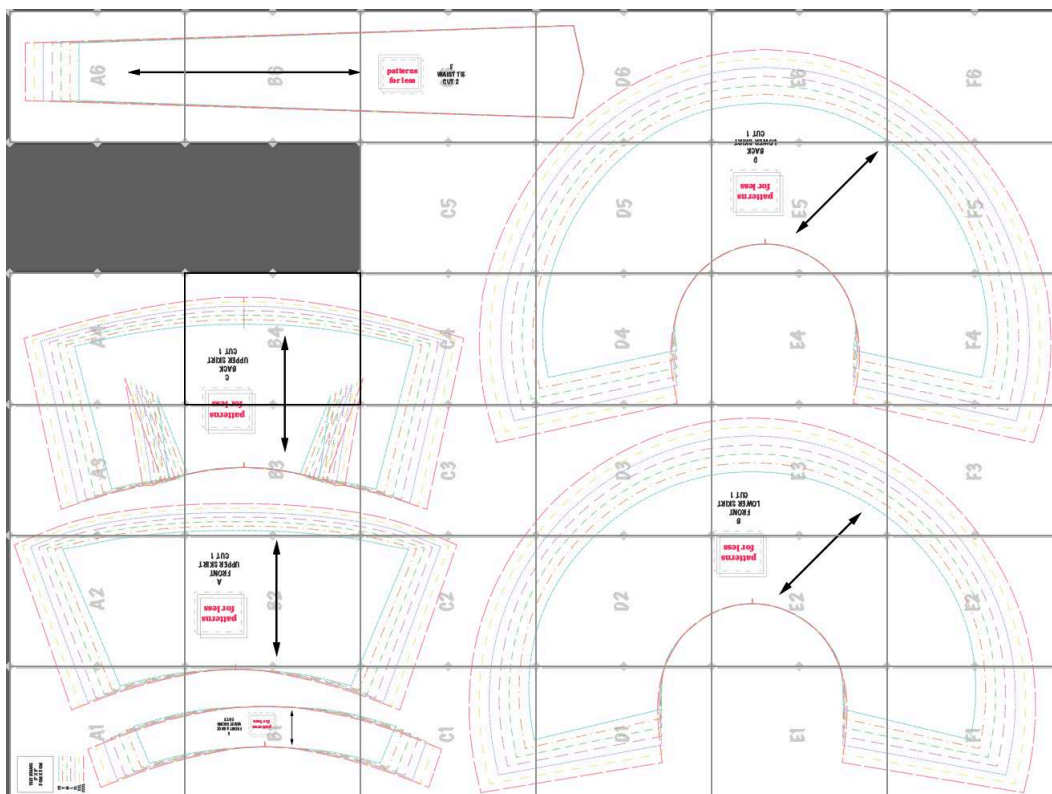 A6
B6
patterns
for less
F
WAIST TIE
CUT 2
D6
E6
F6
D
BACK
LOWER SKIRT
CUT 1
patterns
for less
C5
D5
E5
F5
A4
B4
C4
D4
E4
F4
C
BACK
UPPER SKIRT
CUT 1
patterns
for less
A3
B3
C3
D3
E3
F3
A
FRONT
UPPER SKIRT
CUT 1
patterns
for less
B
FRONT
LOWER SKIRT
CUT 1
patterns
for less
A2
B2
C2
D2
E2
F2
patterns
for less
A1
B1
C1
D1
E1
F1